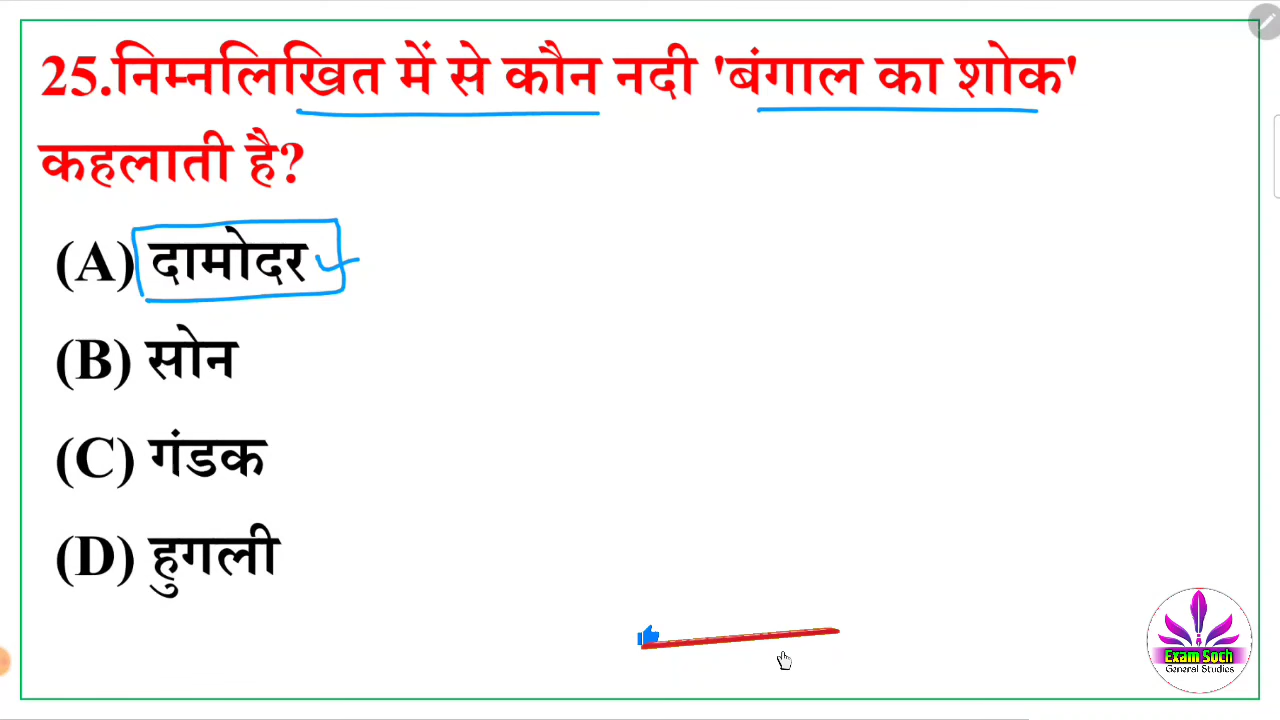 25.निम्नलिखित में से कौन नदी 'बंगाल का शोक'
कहलाती है?
(A) दामोदर
(B) सोन
(C) गंडक
(D) हुगली
Exam Soch
General Studies